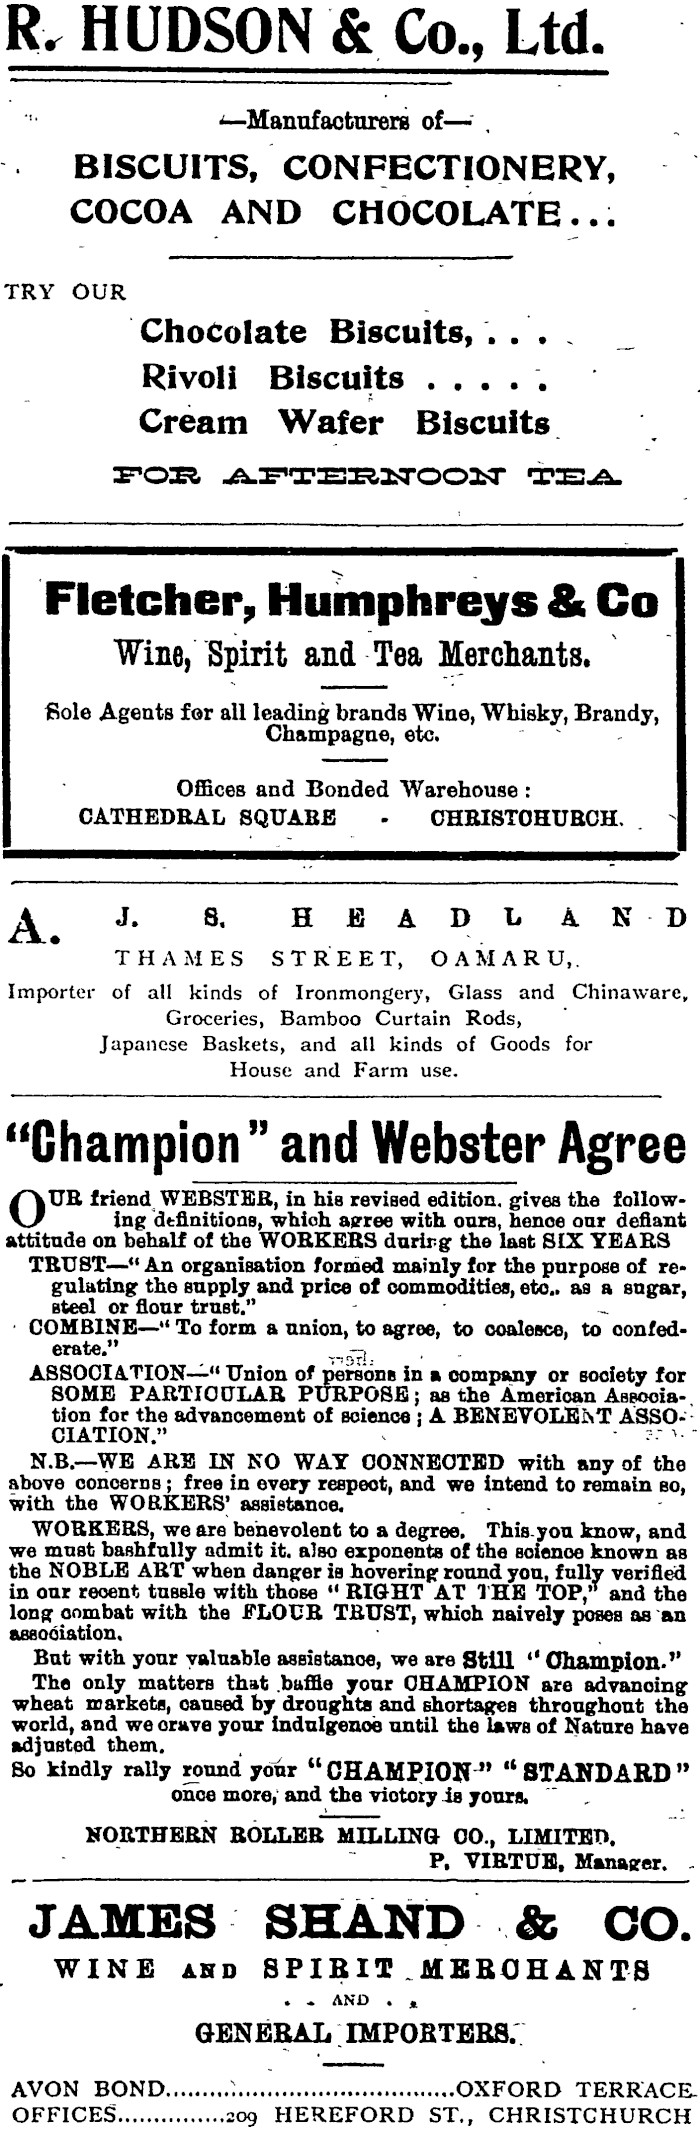 R. HUDSON & Co., Ltd.
—Manufacturers of—
BISCUITS, CONFECTIONERY,
COCOA AND CHOCOLATE...
TRY OUR
Chocolate Biscuits, . . .
Rivoli Biscuits . . . . .
Cream Wafer Biscuits
FOR AFTERNOON TEA
Fletcher, Humphreys & Co
Wine, Spirit and Tea Merchants.
Sole Agents for all leading brands Wine, Whisky, Brandy,
Champagne, etc.
Offices and Bonded Warehouse :
CATHEDRAL SQUARE - CHRISTCHURCH.
A. J. S. HEADLAND
THAMES STREET, OAMARU,.
Importer of all kinds of Ironmongery, Glass and Chinaware,
Groceries, Bamboo Curtain Rods,
Japanese Baskets, and all kinds of Goods for
House and Farm use.
"Champion" and Webster Agree
OUR friend WEBSTER, in his revised edition. gives the follow-
ing definitions, which agree with ours, hence our defiant
attitude on behalf of the WORKERS during the last SIX YEARS
TRUST—"An organisation formed mainly for the purpose of re-
gulating the supply and price of commodities, etc.. as a sugar,
steel or flour trust."
COMBINE—"To form a union, to agree, to coalesce, to confed-
erate."
ASSOCIATION—"Union of persons in a company or society for
SOME PARTICULAR PURPOSE; as the American Associa-
tion for the advancement of science; A BENEVOLENT ASSO-
CIATION."
N.B.—WE ARE IN NO WAY CONNECTED with any of the
above concerns; free in every respect, and we intend to remain so,
with the WORKERS' assistance.
WORKERS, we are benevolent to a degree. This you know, and
we must bashfully admit it. also exponents of the science known as
the NOBLE ART when danger is hovering round you, fully verified
in our recent tussle with those "RIGHT AT THE TOP," and the
long combat with the FLOUR TRUST, which naively poses as an
association.
But with your valuable assistance, we are Still "Champion."
The only matters that baffle your CHAMPION are advancing
wheat markets, caused by droughts and shortages throughout the
world, and we crave your indulgence until the laws of Nature have
adjusted them.
So kindly rally round your "CHAMPION" "STANDARD"
once more, and the victory is yours.
NORTHERN ROLLER MILLING CO., LIMITED.
P. VIRTUE, Manager.
JAMES SHAND & CO.
WINE AND SPIRIT MERCHANTS
. . AND . .
GENERAL IMPORTERS.
AVON BOND........................................OXFORD TERRACE
OFFICES...............209 HEREFORD ST., CHRISTCHURCH